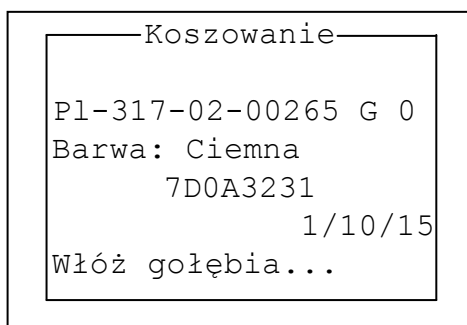 Koszowanie
Pl-317-02-00265 G 0
Barwa: Ciemna
7D0A3231
1/10/15
Włóż gołębia...